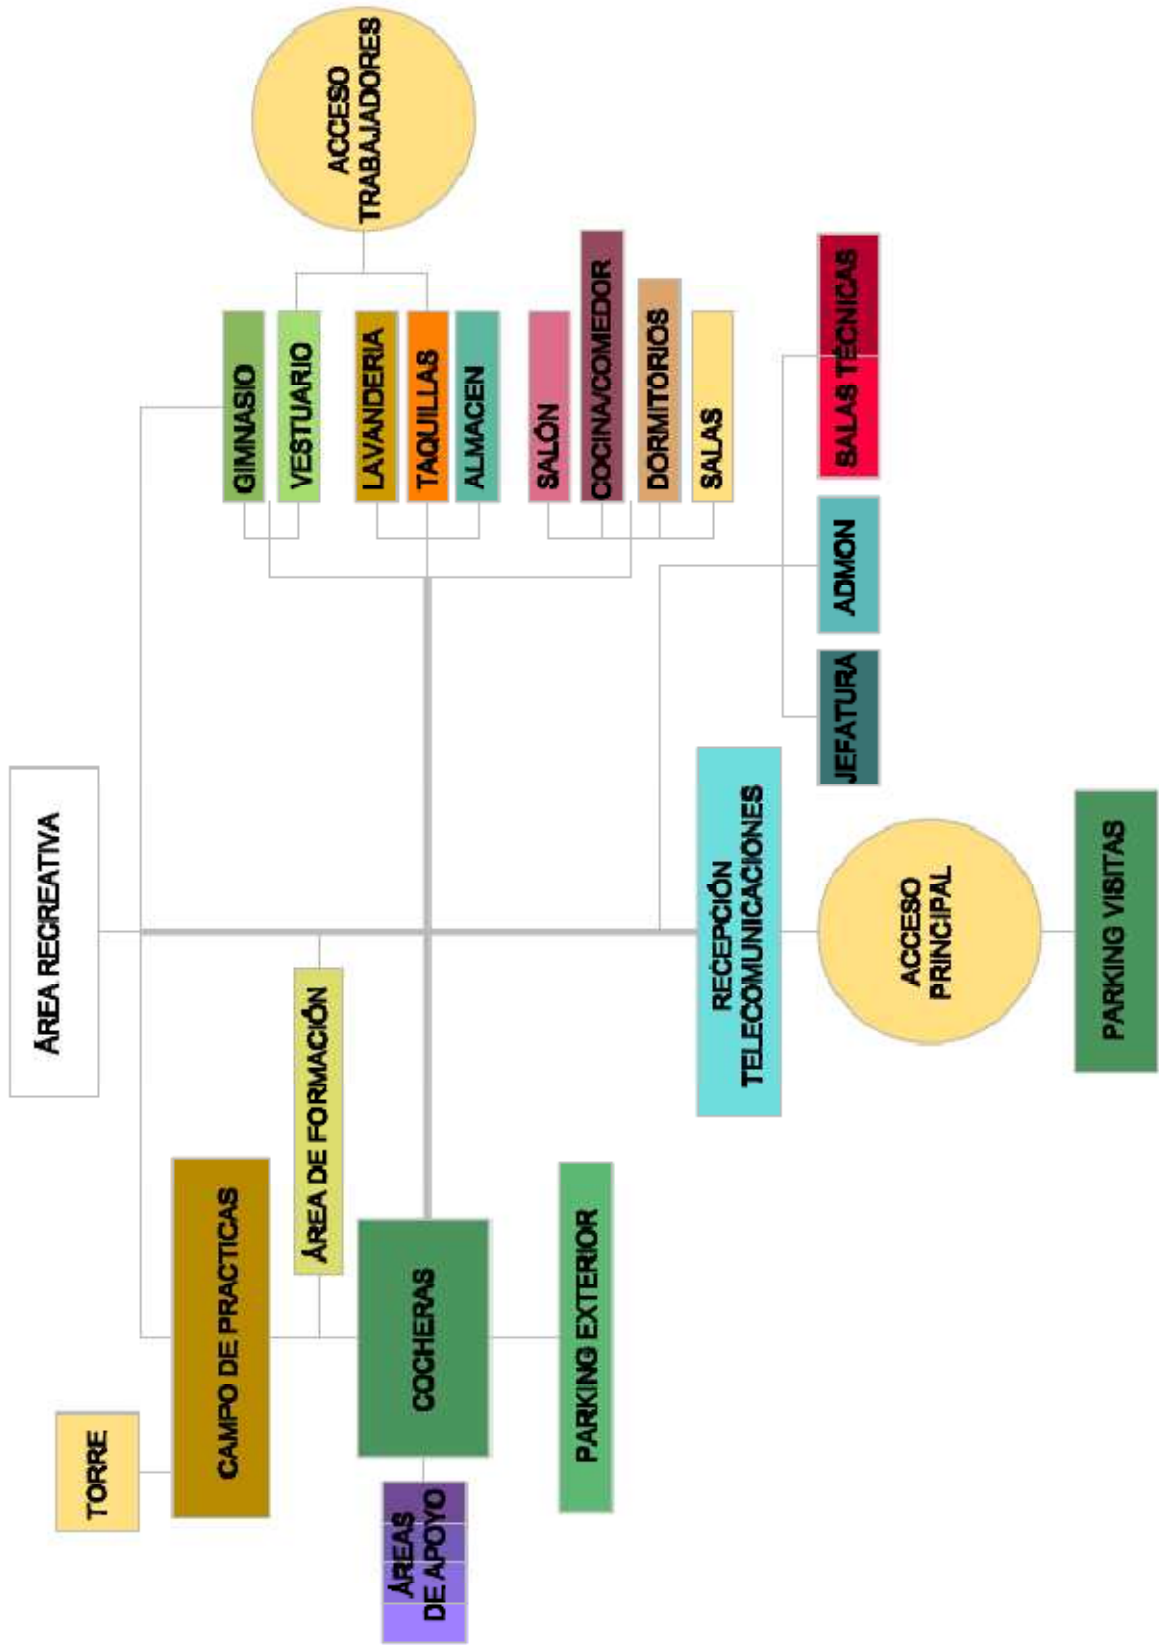 ÁREA RECREATIVA
TORRE
CAMPO DE PRACTICAS
ÁREA DE FORMACIÓN
ÁREAS
DE APOYO
COCHERAS
PARKING EXTERIOR
ACCESO
TRABAJADORES
GIMNASIO
VESTUARIO
LAVANDERIA
TAQUILLAS
ALMACEN
SALÓN
COCINA/COMEDOR
DORMITORIOS
SALAS
RECEPCIÓN
TELECOMUNICACIONES
JEFATURA
ADMON
SALAS TÉCNICAS
ACCESO
PRINCIPAL
PARKING VISITAS